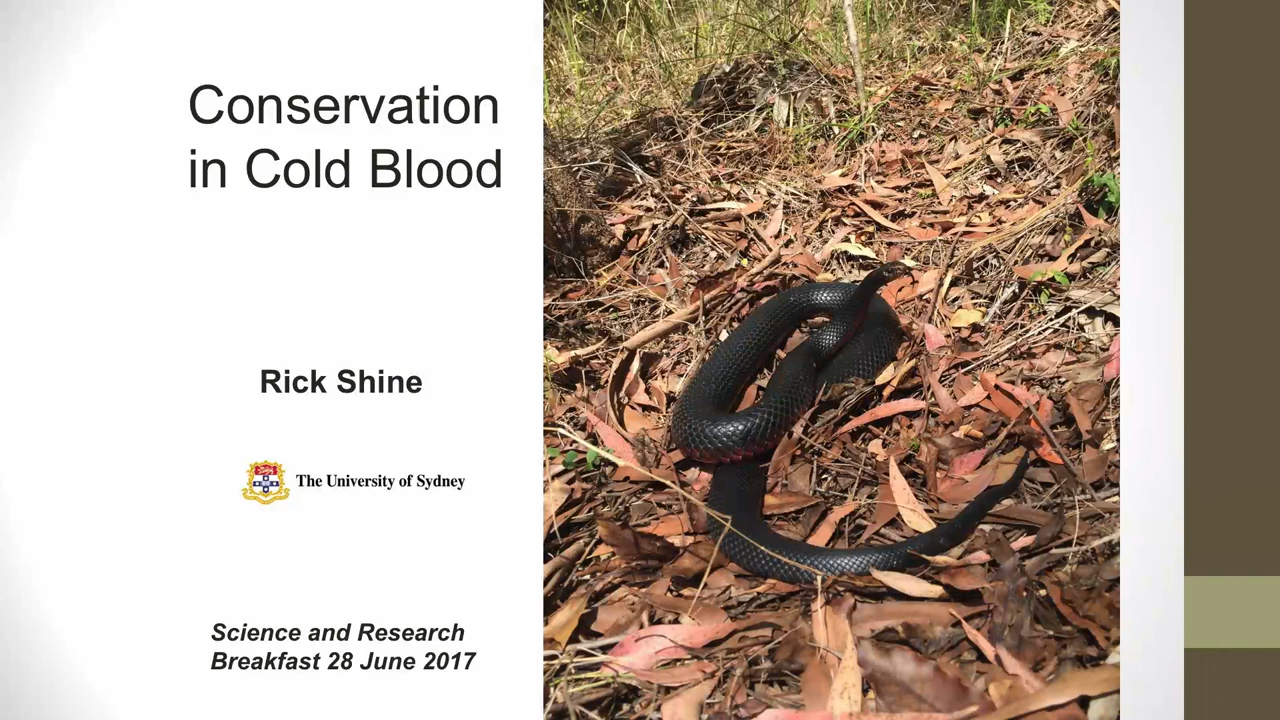 Conservation
in Cold Blood
Rick Shine
The University of Sydney
Science and Research
Breakfast 28 June 2017